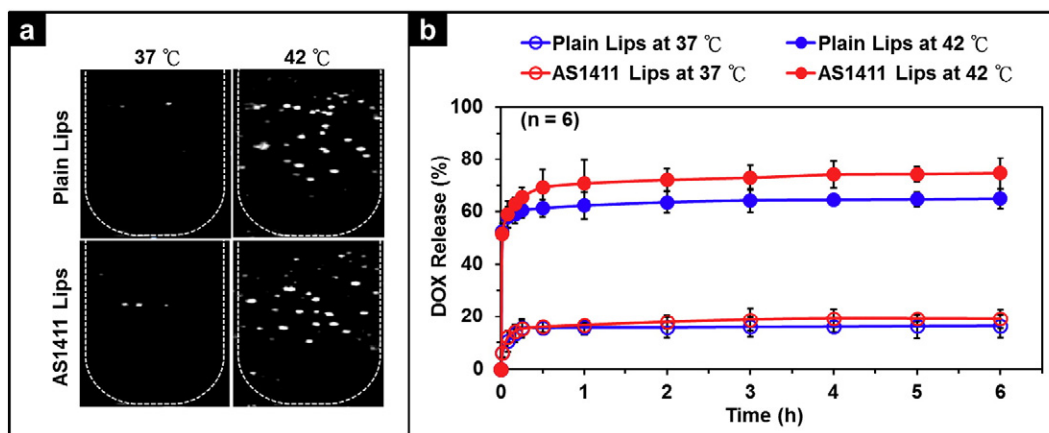 a
37 ℃ 42 ℃
Plain Lips
AS1411 Lips
b
Plain Lips at 37 ℃ Plain Lips at 42 ℃
AS1411 Lips at 37 ℃ AS1411 Lips at 42 ℃
(n = 6)
DOX Release (%)
100
80
60
40
20
0
0 1 2 3 4 5 6
Time (h)